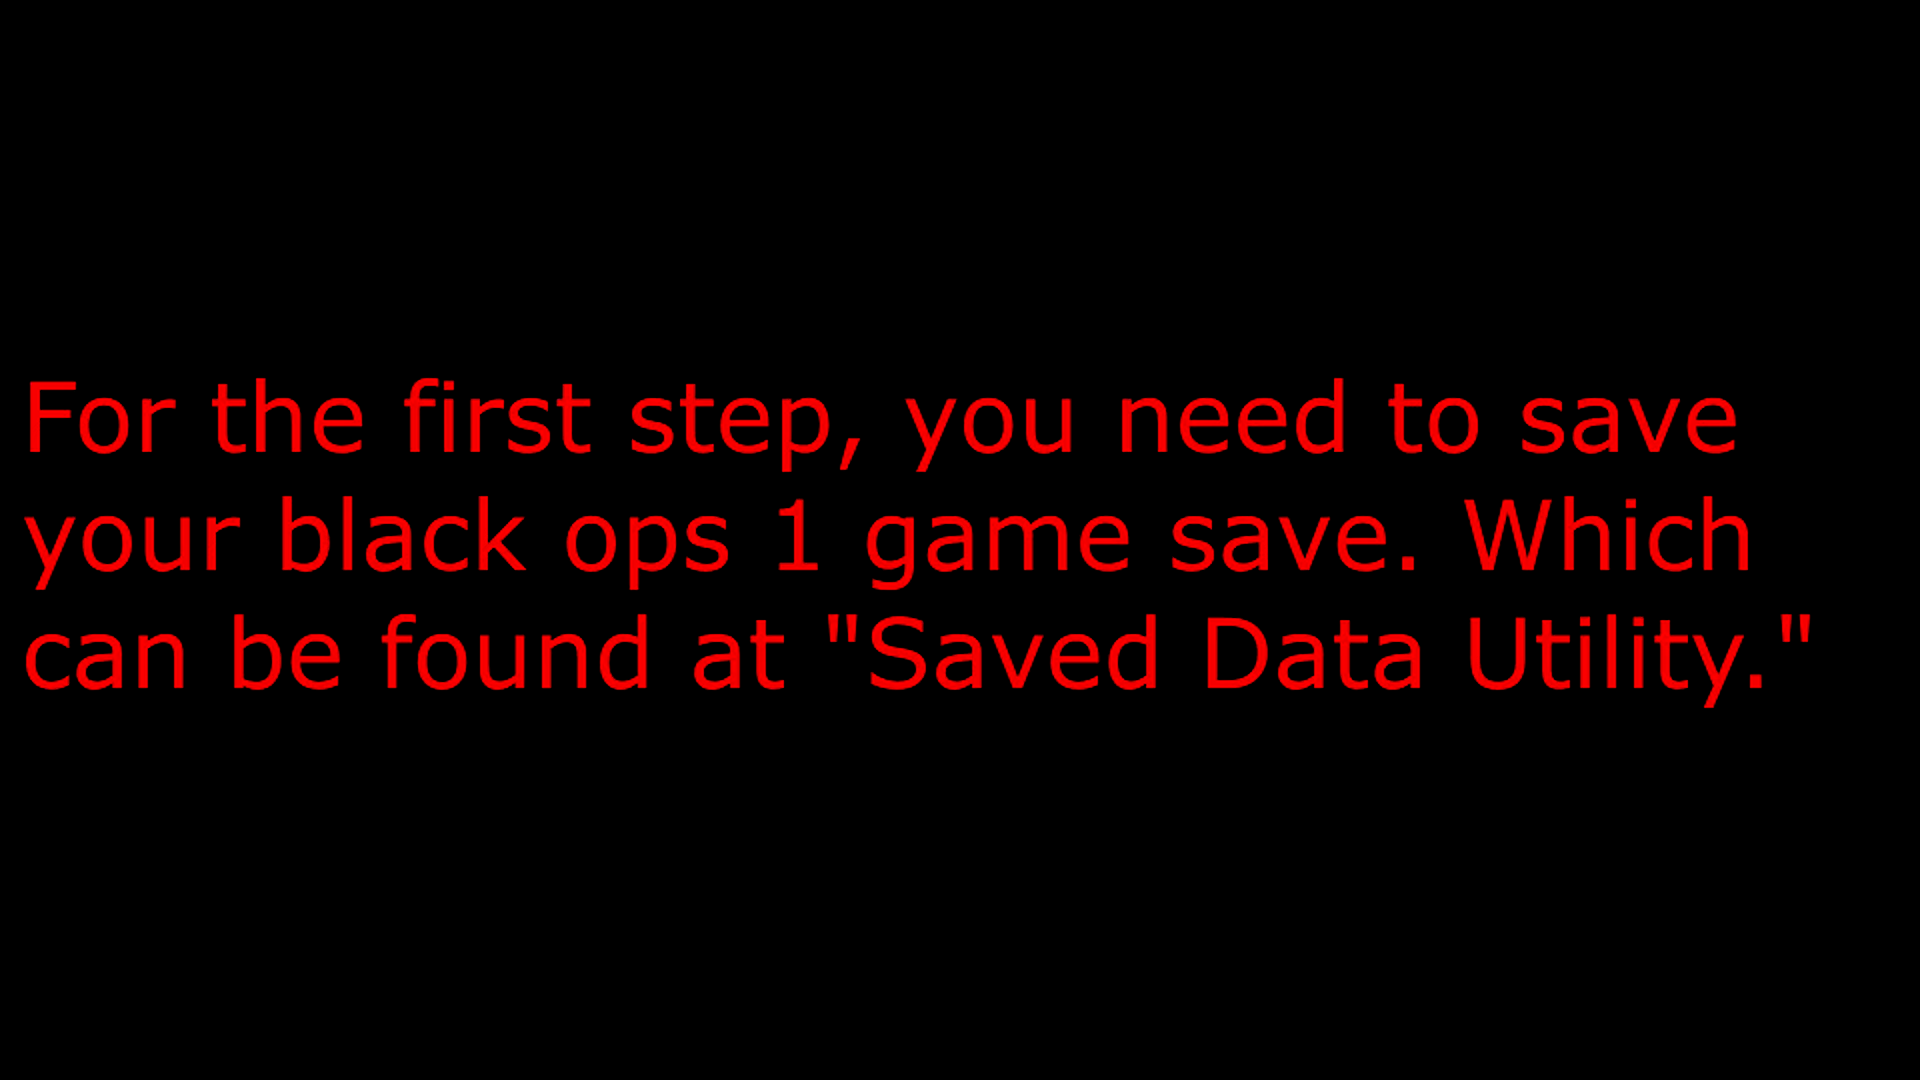 For the first step, you need to save
your black ops 1 game save. Which
can be found at "Saved Data Utility."